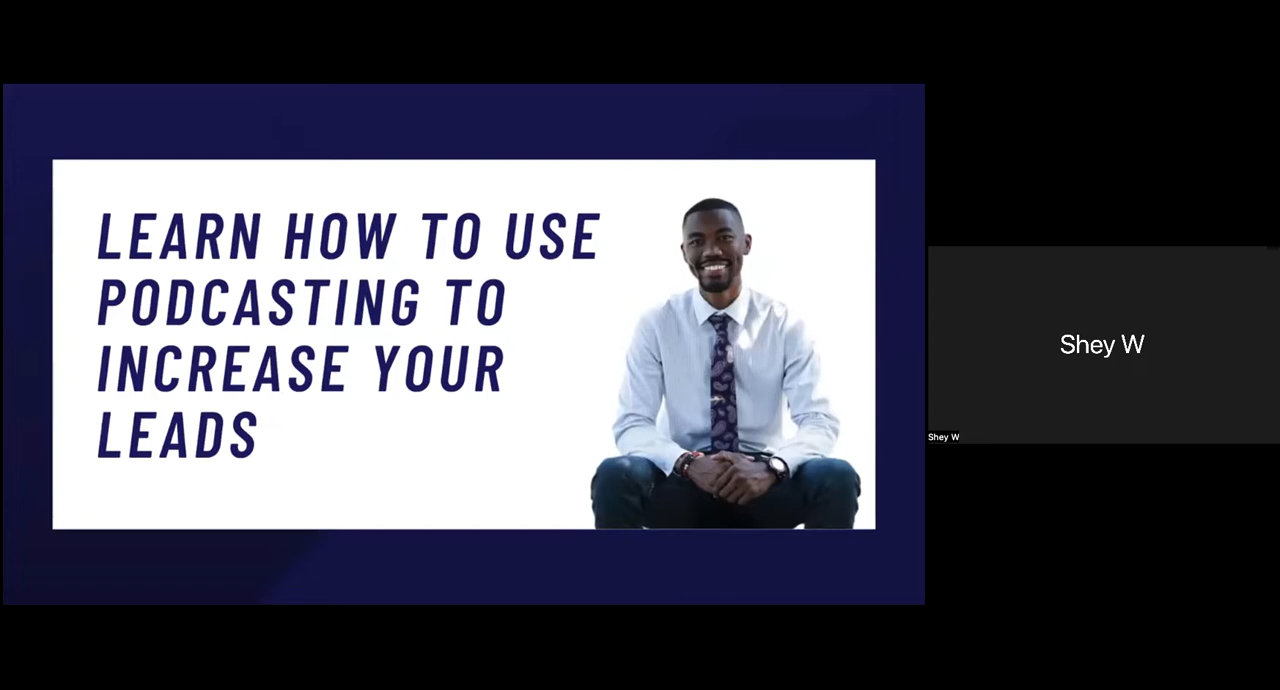 LEARN HOW TO USE
PODCASTING TO
INCREASE YOUR
LEADS
Shey W
Shey W